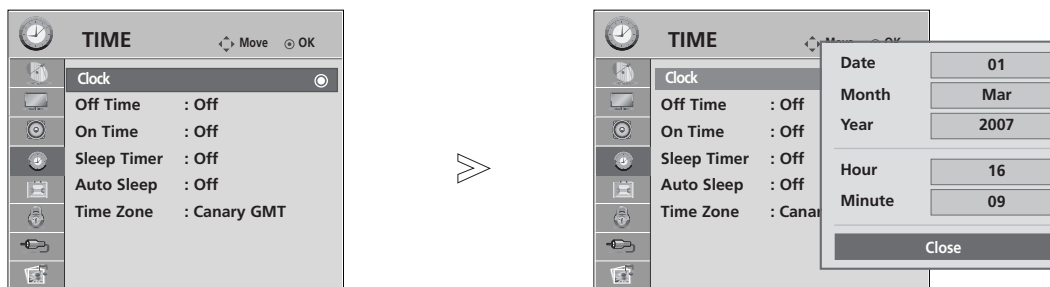 TIME Move OK
Clock
Off Time : Off
On Time : Off
Sleep Timer : Off
Auto Sleep : Off
Time Zone : Canary GMT
TIME
Clock
Off Time : Off
On Time : Off
Sleep Timer : Off
Auto Sleep : Off
Time Zone : Canar
Date 01
Month Mar
Year 2007
Hour 16
Minute 09
Close